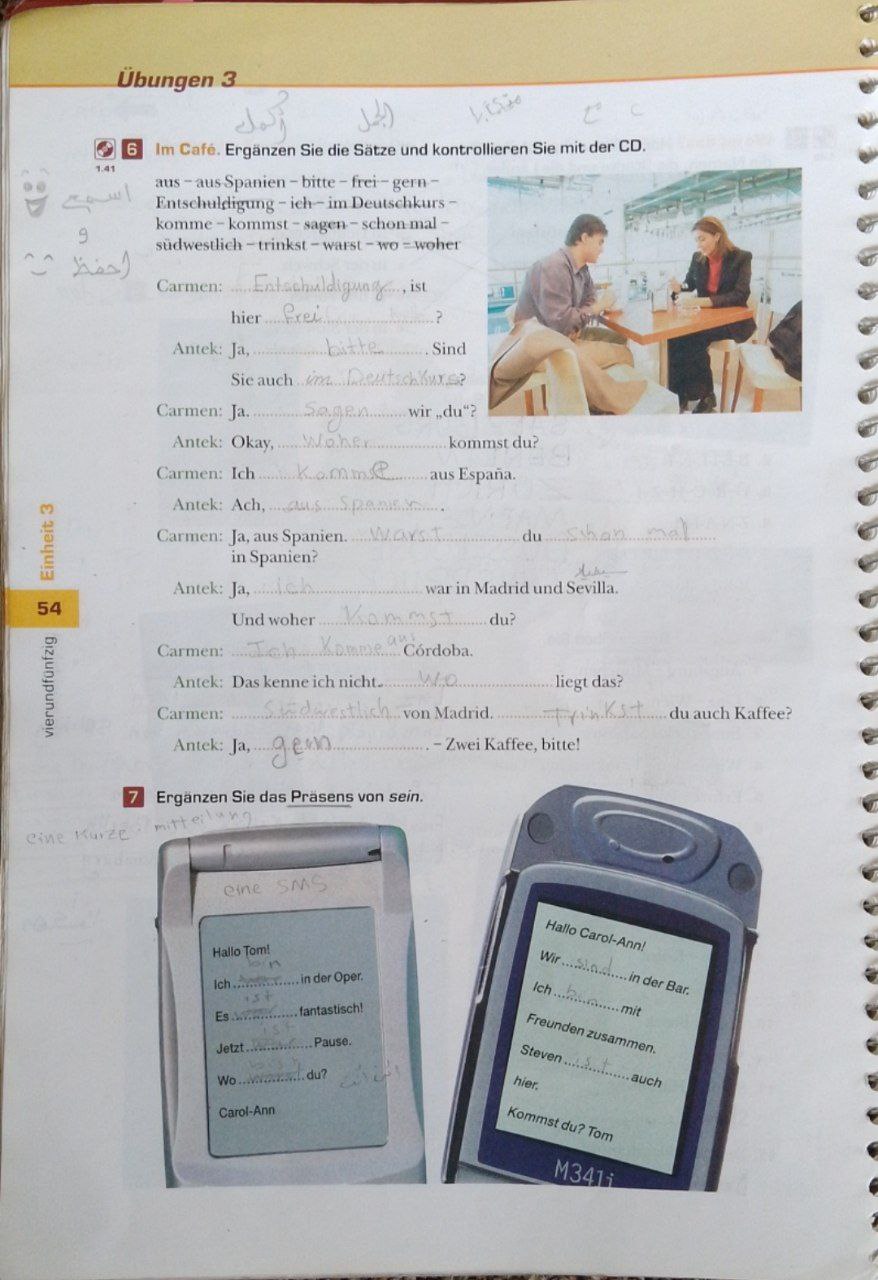 Übungen 3
أكمل الجمل
6 Im Café. Ergänzen Sie die Sätze und kontrollieren Sie mit der CD.
1.41
aus – aus Spanien – bitte – frei – gern –
Entschuldigung – ich – im Deutschkurs –
komme – kommst – sagen – schon mal –
südwestlich – trinkst – warst – wo – woher
اسمع
و
احفظ
Carmen: Entschuldigung, ist
hier frei ?
Antek: Ja, bitte . Sind
Sie auch im Deutschkurs?
Carmen: Ja. Sagen wir „du“?
Antek: Okay, Woher kommst du?
Carmen: Ich Komme aus España.
Antek: Ach, aus Spanien .
Carmen: Ja, aus Spanien. Warst du schon mal
in Spanien?
Antek: Ja, ich war in Madrid und Sevilla.
Und woher Kommst du?
Carmen: Ich Komme aus Córdoba.
Antek: Das kenne ich nicht. Wo liegt das?
Carmen: Südwestlich von Madrid. Trinkst du auch Kaffee?
Antek: Ja, gern . – Zwei Kaffee, bitte!
Einheit 3
54
vierundfünfzig
7 Ergänzen Sie das Präsens von sein.
eine Kurze mitteilung
eine SMS
Hallo Tom!
Ich bin in der Oper.
Es ist fantastisch!
Jetzt ist Pause.
Wo du?
Carol-Ann
Hallo Carol-Ann!
Wir sind in der Bar.
Ich bin mit
Freunden zusammen.
Steven ist auch
hier.
Kommst du? Tom
M341i